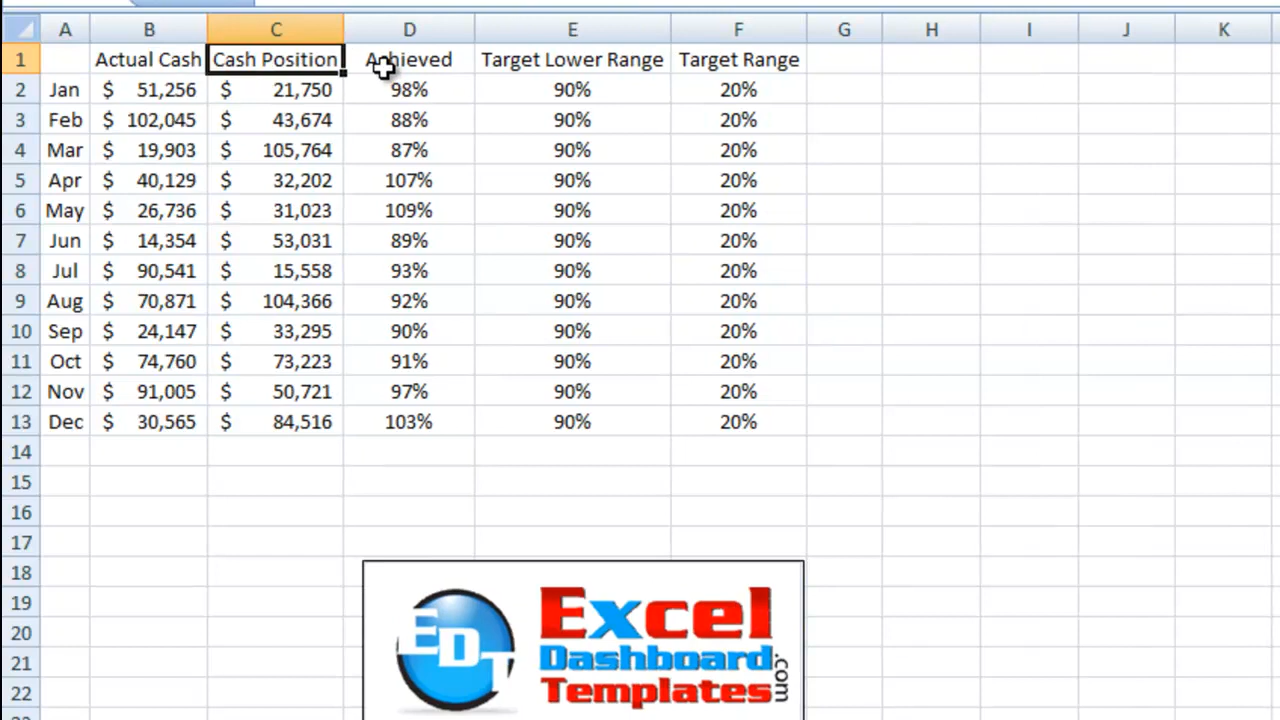 A B C D E F G H I J K
1 Actual Cash Cash Position Achieved Target Lower Range Target Range
2 Jan $ 51,256 $ 21,750 98% 90% 20%
3 Feb $ 102,045 $ 43,674 88% 90% 20%
4 Mar $ 19,903 $ 105,764 87% 90% 20%
5 Apr $ 40,129 $ 32,202 107% 90% 20%
6 May $ 26,736 $ 31,023 109% 90% 20%
7 Jun $ 14,354 $ 53,031 89% 90% 20%
8 Jul $ 90,541 $ 15,558 93% 90% 20%
9 Aug $ 70,871 $ 104,366 92% 90% 20%
10 Sep $ 24,147 $ 33,295 90% 90% 20%
11 Oct $ 74,760 $ 73,223 91% 90% 20%
12 Nov $ 91,005 $ 50,721 97% 90% 20%
13 Dec $ 30,565 $ 84,516 103% 90% 20%
14
15
16
17
18
19
20
21
22
EDT
Excel
Dashboard
Templates
.com